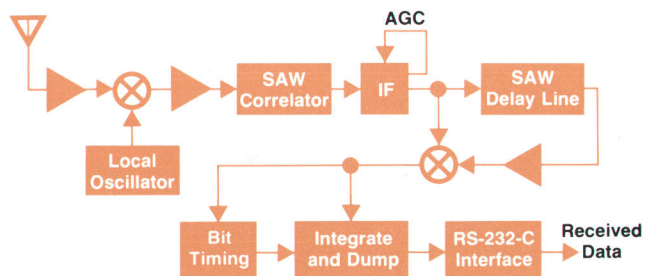 AGC
SAW
Correlator
IF
SAW
Delay Line
Local
Oscillator
Bit
Timing
Integrate
and Dump
RS-232-C
Interface
Received
Data